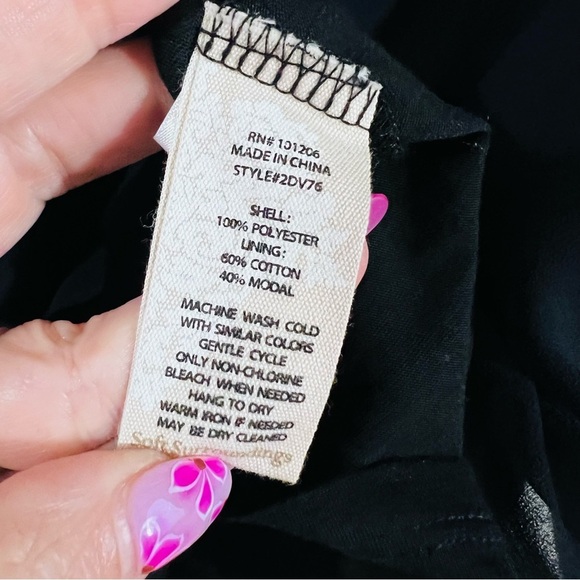 RN# 101206
MADE IN CHINA
STYLE#2DV76
SHELL:
100% POLYESTER
LINING:
60% COTTON
40% MODAL
MACHINE WASH COLD
WITH SIMILAR COLORS
GENTLE CYCLE
ONLY NON-CHLORINE
BLEACH WHEN NEEDED
HANG TO DRY
WARM IRON IF NEEDED
MAY BE DRY CLEANED
Soft Surroundings